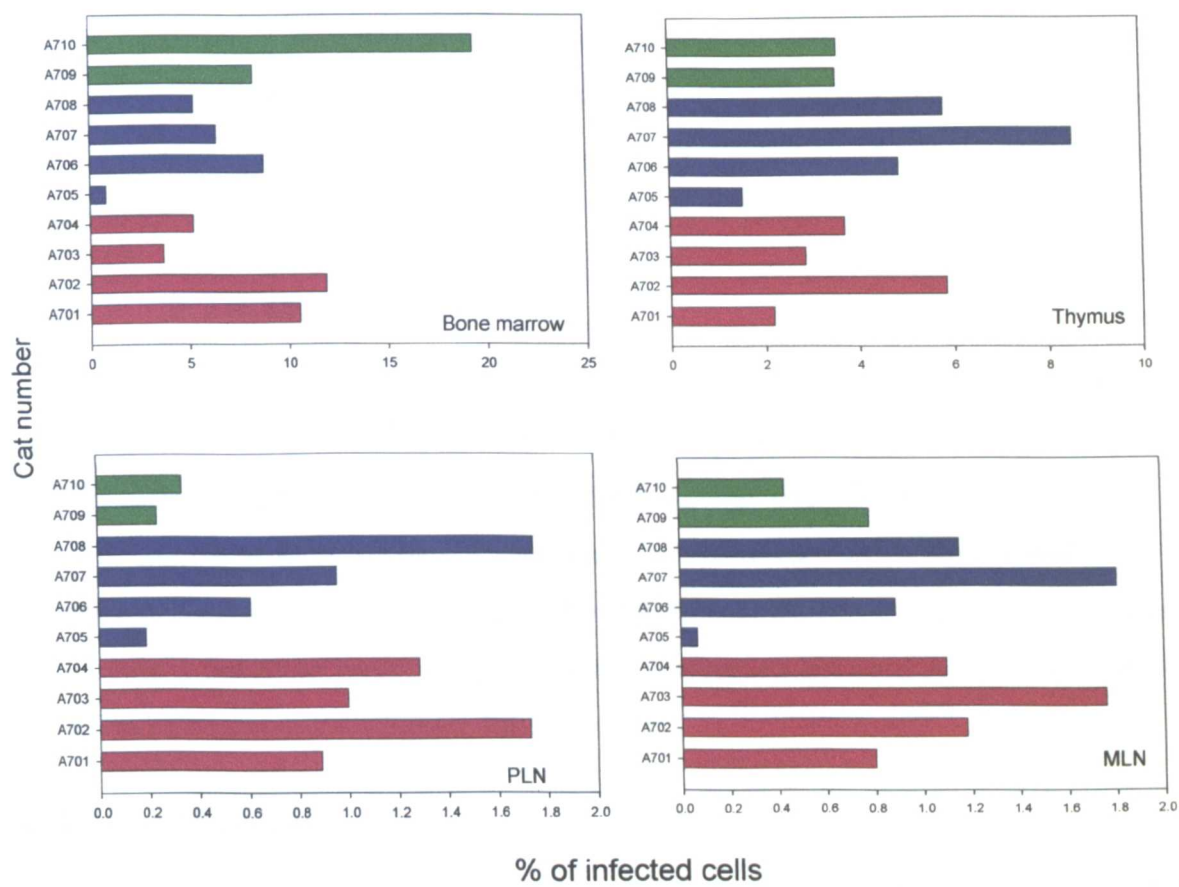 Cat number
A710
A709
A708
A707
A706
A705
A704
A703
A702
A701
Bone marrow
0 5 10 15 20 25
A710
A709
A708
A707
A706
A705
A704
A703
A702
A701
Thymus
0 2 4 6 8 10
A710
A709
A708
A707
A706
A705
A704
A703
A702
A701
PLN
0.0 0.2 0.4 0.6 0.8 1.0 1.2 1.4 1.6 1.8 2.0
A710
A709
A708
A707
A706
A705
A704
A703
A702
A701
MLN
0.0 0.2 0.4 0.6 0.8 1.0 1.2 1.4 1.6 1.8 2.0
% of infected cells